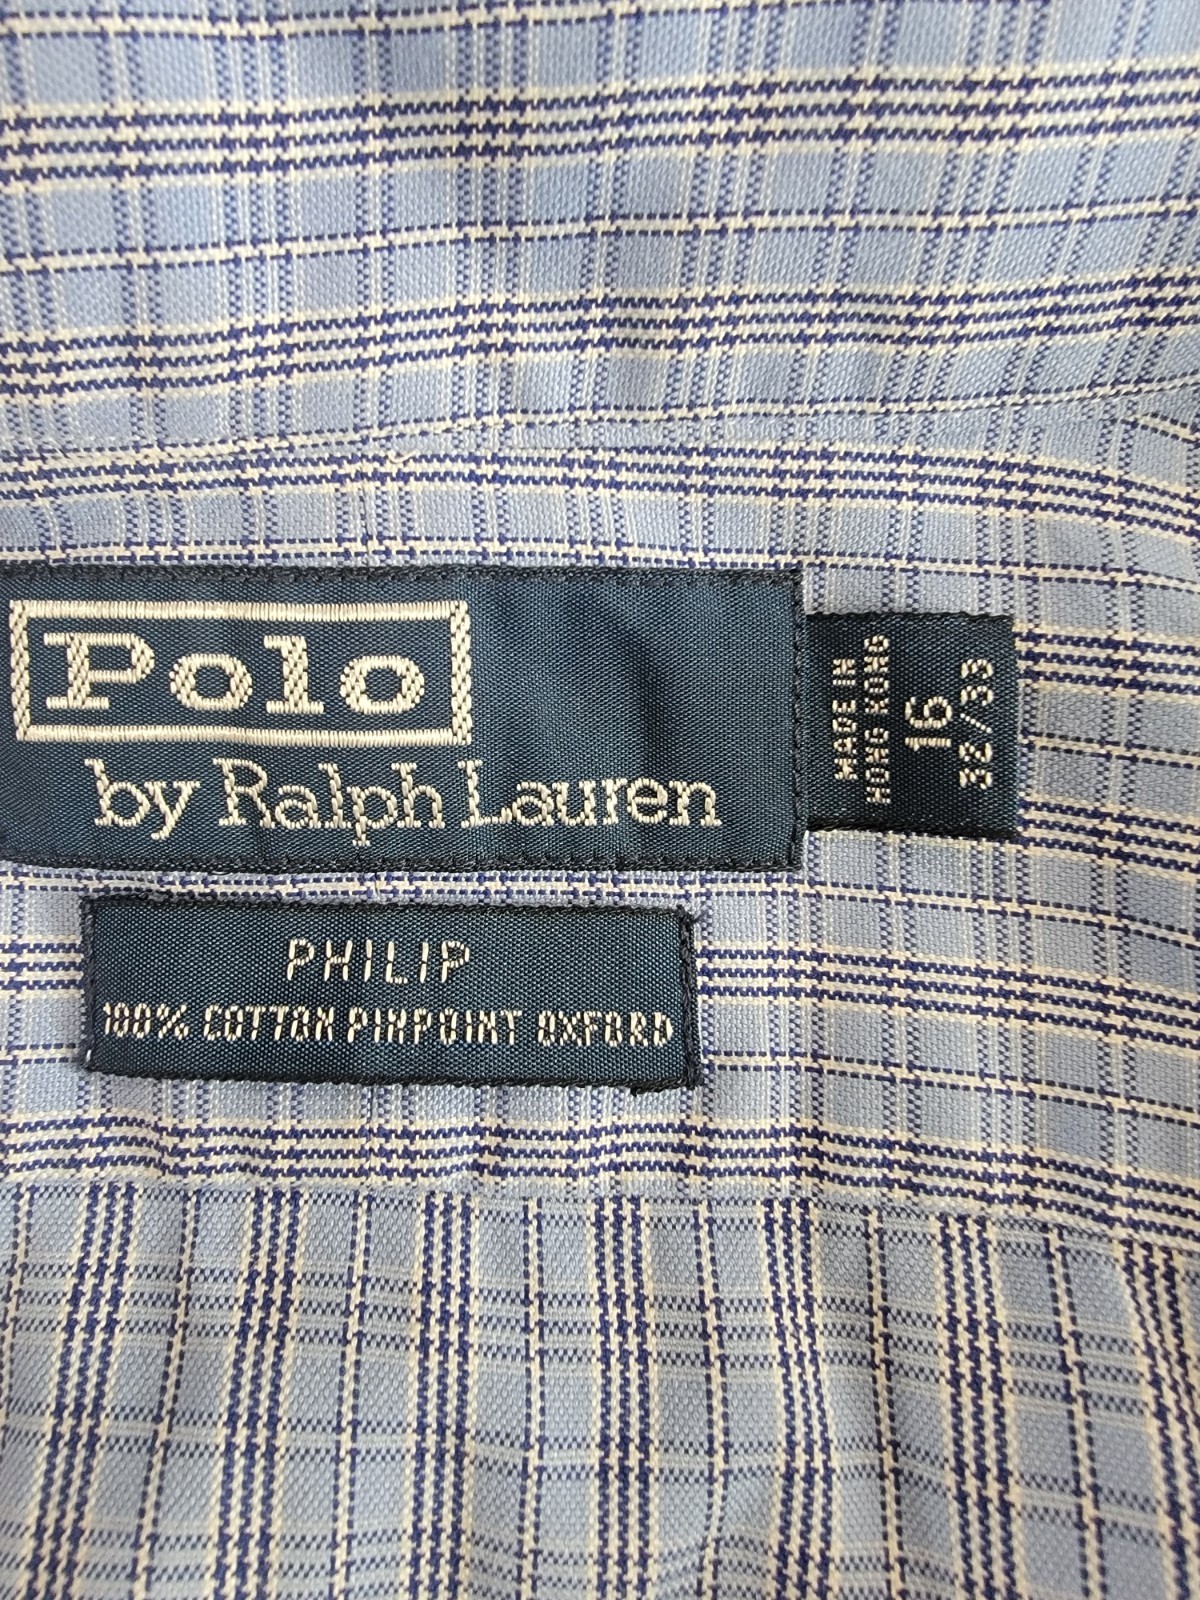 Polo
by Ralph Lauren
MADE IN
HONG KONG
16
32/33
PHILIP
100% COTTON PINPOINT OXFORD